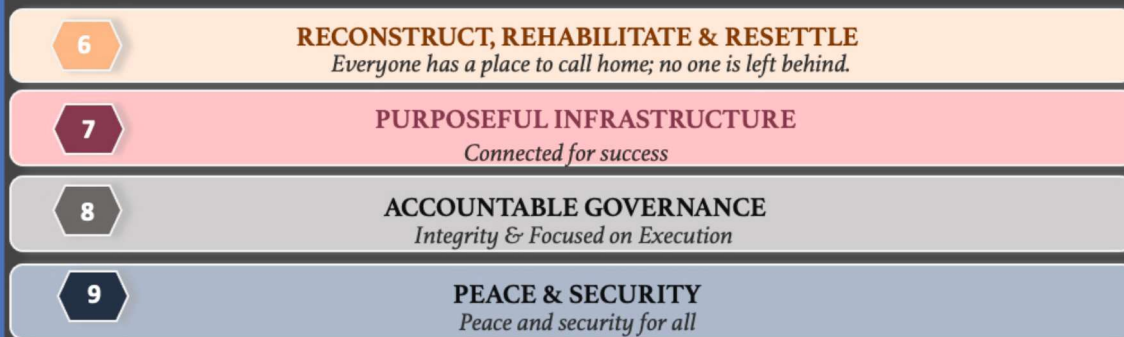 6
RECONSTRUCT, REHABILITATE & RESETTLE
Everyone has a place to call home; no one is left behind.
7
PURPOSEFUL INFRASTRUCTURE
Connected for success
8
ACCOUNTABLE GOVERNANCE
Integrity & Focused on Execution
9
PEACE & SECURITY
Peace and security for all